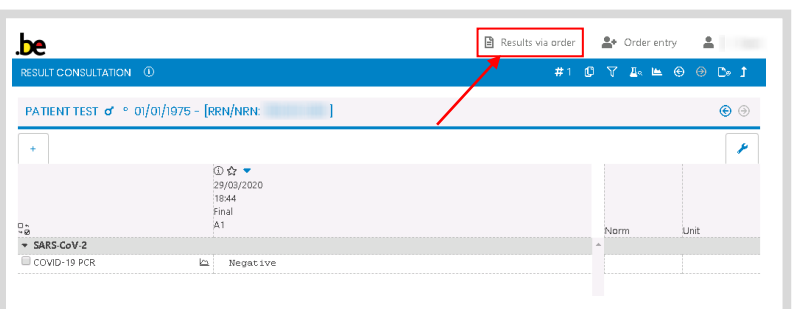 .be
Results via order
Order entry
RESULT CONSULTATION
# 1
PATIENT TEST ♂ ° 01/01/1975 - [RRN/NRN: ]
+
29/03/2020
18:44
Final
A1
Norm
Unit
SARS-CoV-2
COVID-19 PCR
Negative